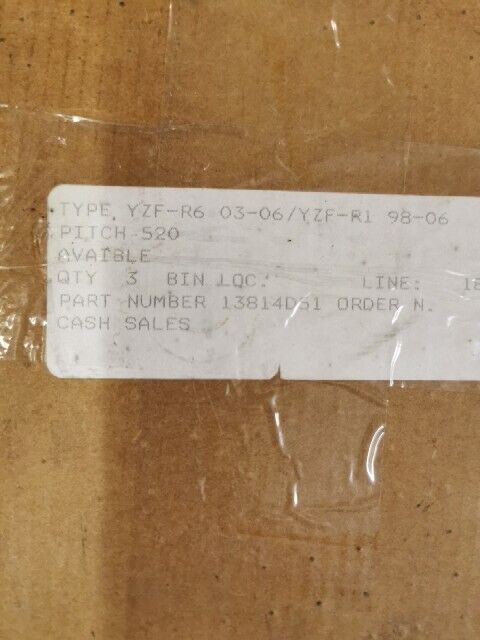 TYPE YZF-R6 03-06/YZF-R1 98-06
PITCH 520
AVAIBLE
QTY 3 BIN LOC. LINE: 18
PART NUMBER 13814D51 ORDER N.
CASH SALES